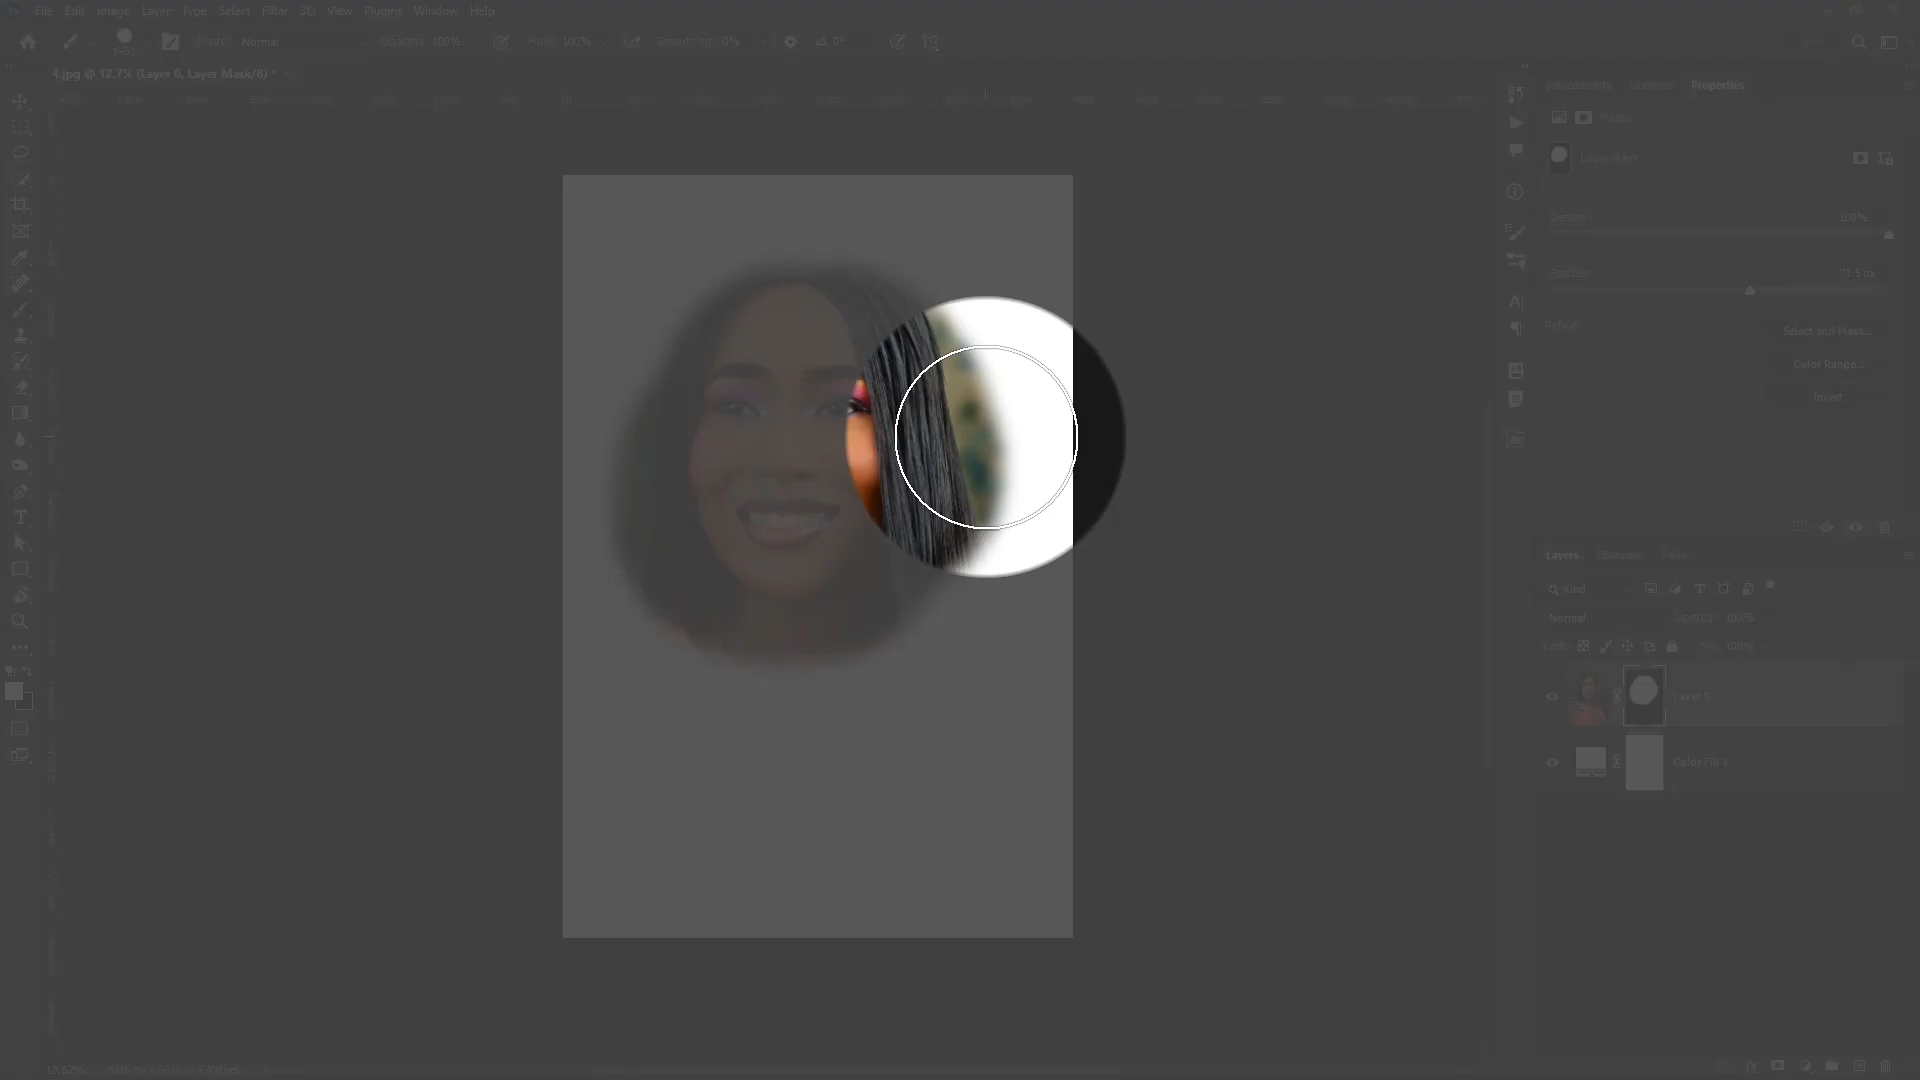 File Edit Image Layer Type Select Filter 3D View Plugins Window Help
Mode: Normal Opacity: 100% Flow: 100% Smoothing: 0% 0°
4.jpg @ 12.7% (Layer 0, Layer Mask/8) *
Adjustments Libraries Properties
Masks
Layer Mask
Density: 100%
Feather: 71.5 px
Refine:
Select and Mask...
Color Range...
Invert
Layers Channels Paths
Kind
Normal Opacity: 100%
Lock: Fill: 100%
Layer 0
Color Fill 1
12.67%